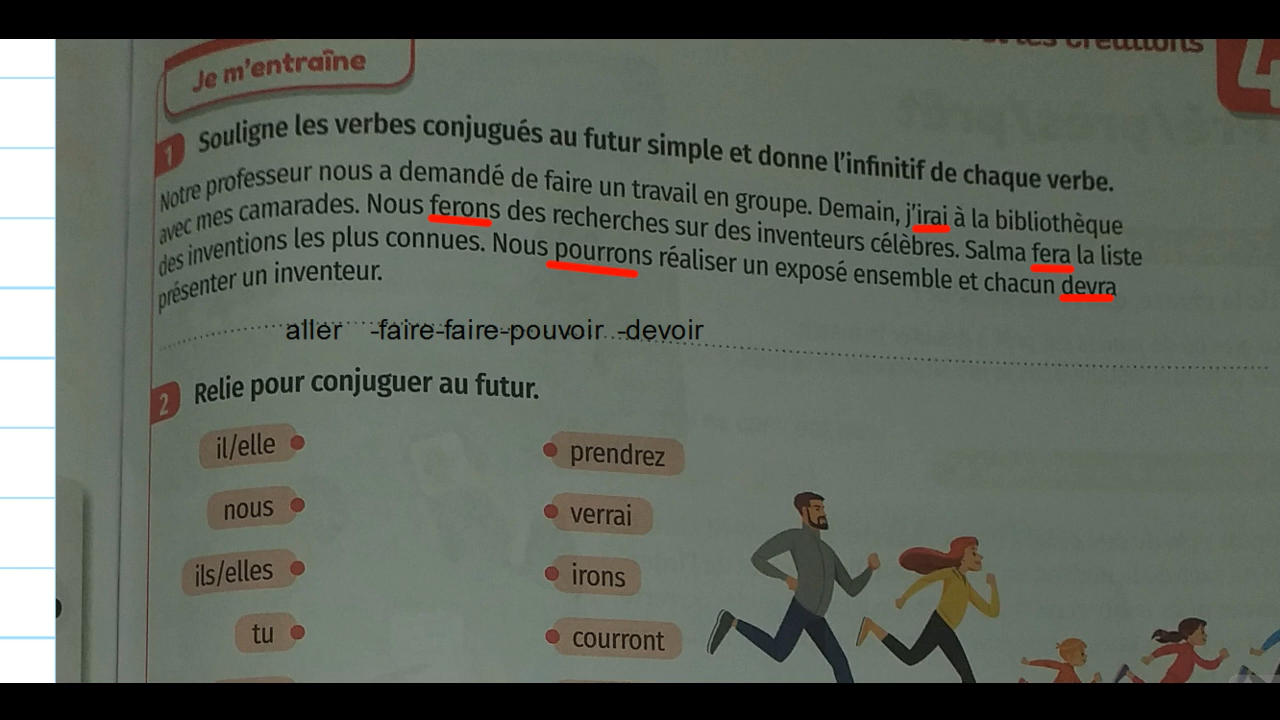 et les créations
Je m'entraîne
4
1 Souligne les verbes conjugués au futur simple et donne l'infinitif de chaque verbe.
Notre professeur nous a demandé de faire un travail en groupe. Demain, j'irai à la bibliothèque
avec mes camarades. Nous ferons des recherches sur des inventeurs célèbres. Salma fera la liste
des inventions les plus connues. Nous pourrons réaliser un exposé ensemble et chacun devra
présenter un inventeur.
aller -faire-faire-pouvoir -devoir
2 Relie pour conjuguer au futur.
il/elle prendrez
nous verrai
ils/elles irons
tu courront